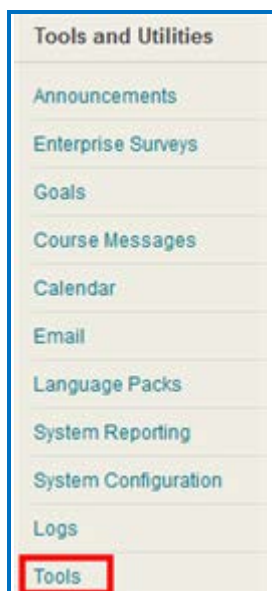 Tools and Utilities
Announcements
Enterprise Surveys
Goals
Course Messages
Calendar
Email
Language Packs
System Reporting
System Configuration
Logs
Tools